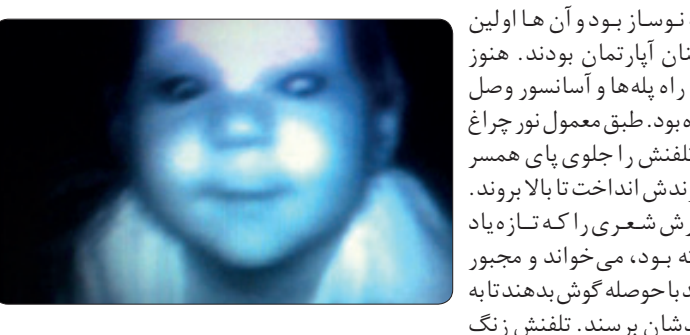 نوساز بود و آن ها اولین
آپارتمان بودند. هنوز
راه پله‌ها و آسانسور وصل
بود. طبق معمول نور چراغ
را جلوی پای همسر
انداخت تا بالا بروند.
شعری را که تازه یاد
بود، می‌خواند و مجبور
با حوصله گوش بدهند تا به
برسند. تلفنش زنگ